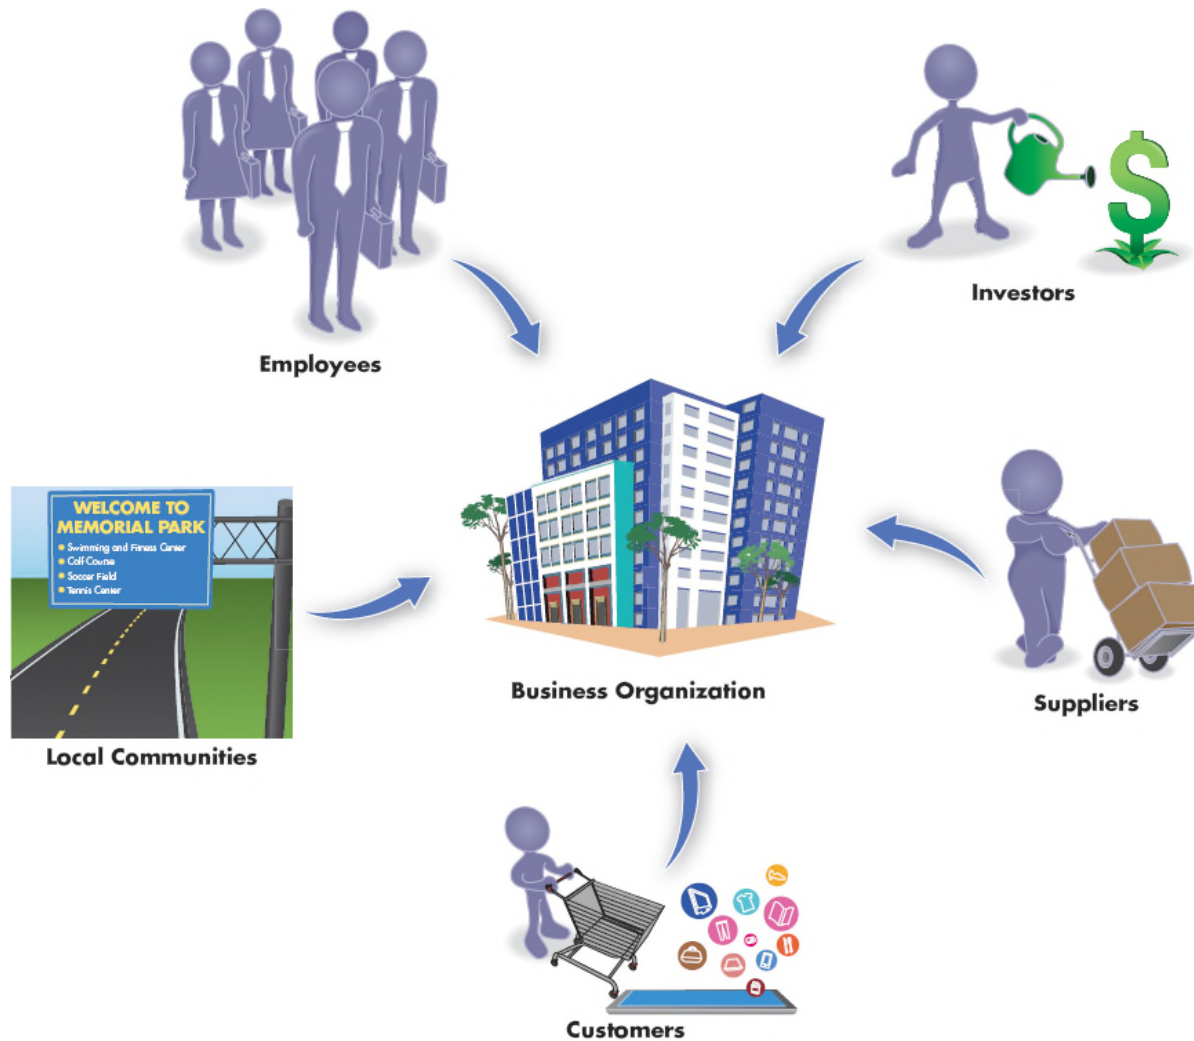 Employees
Investors
WELCOME TO
MEMORIAL PARK
Swimming and Fitness Center
Golf Course
Soccer Field
Tennis Center
Local Communities
Business Organization
Suppliers
Customers